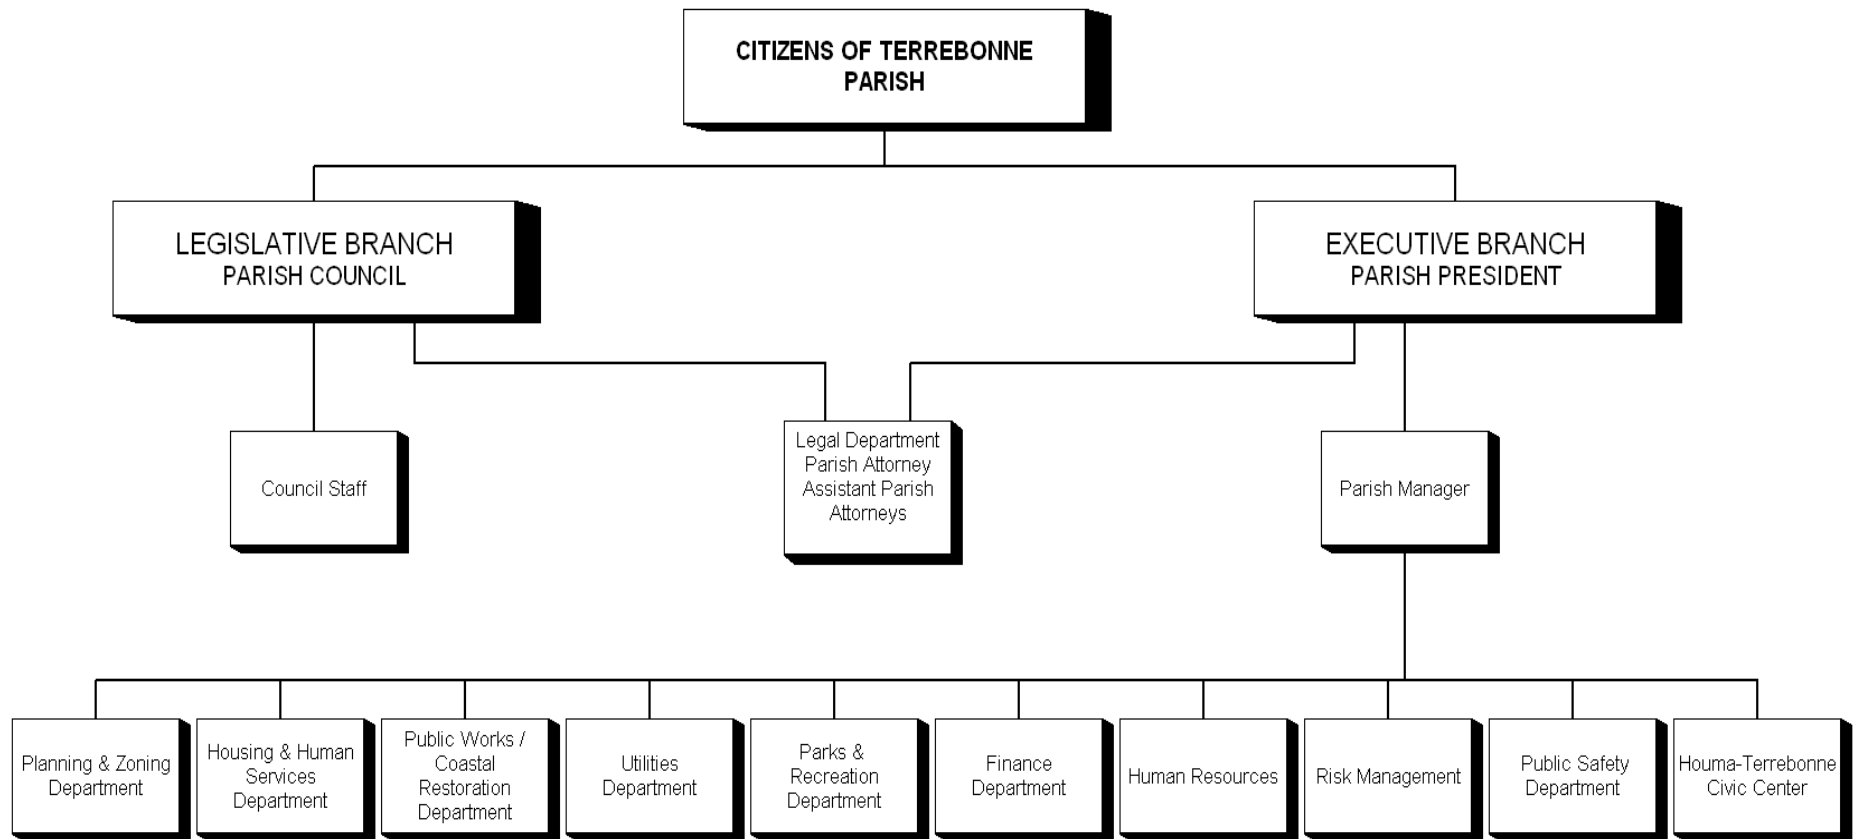 CITIZENS OF TERREBONNE
PARISH
LEGISLATIVE BRANCH
PARISH COUNCIL
EXECUTIVE BRANCH
PARISH PRESIDENT
Council Staff
Legal Department
Parish Attorney
Assistant Parish
Attorneys
Parish Manager
Planning & Zoning
Department
Housing & Human
Services
Department
Public Works /
Coastal
Restoration
Department
Utilities
Department
Parks &
Recreation
Department
Finance
Department
Human Resources
Risk Management
Public Safety
Department
Houma-Terrebonne
Civic Center